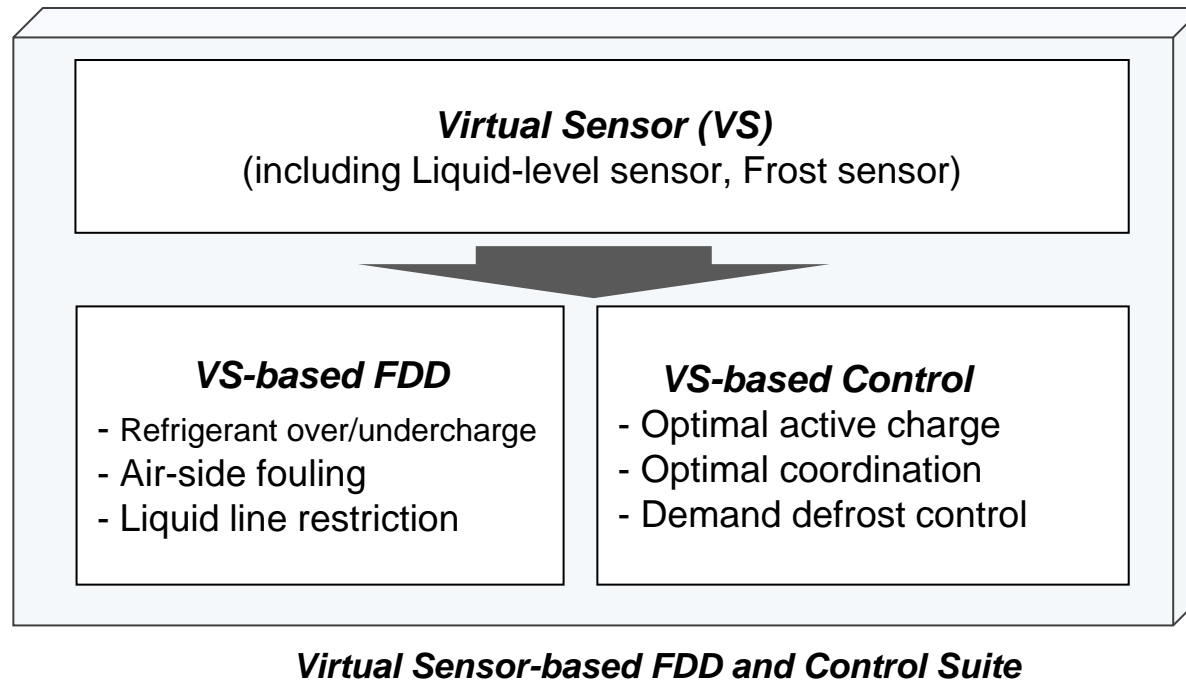 Virtual Sensor (VS)
(including Liquid-level sensor, Frost sensor)
VS-based FDD
- Refrigerant over/undercharge
- Air-side fouling
- Liquid line restriction
VS-based Control
- Optimal active charge
- Optimal coordination
- Demand defrost control
Virtual Sensor-based FDD and Control Suite